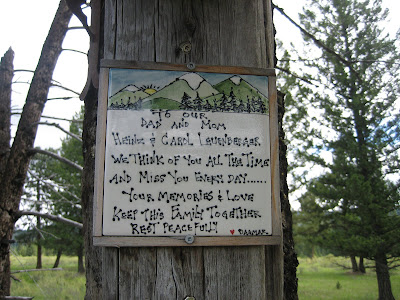 To Our
Dad and Mom
Heinz & Carol Lauenberger
We Think of You All The Time
And Miss You Every Day......
Your Memories & Love
Keep This Family Together
Rest Peacefully
♥ Dagmar